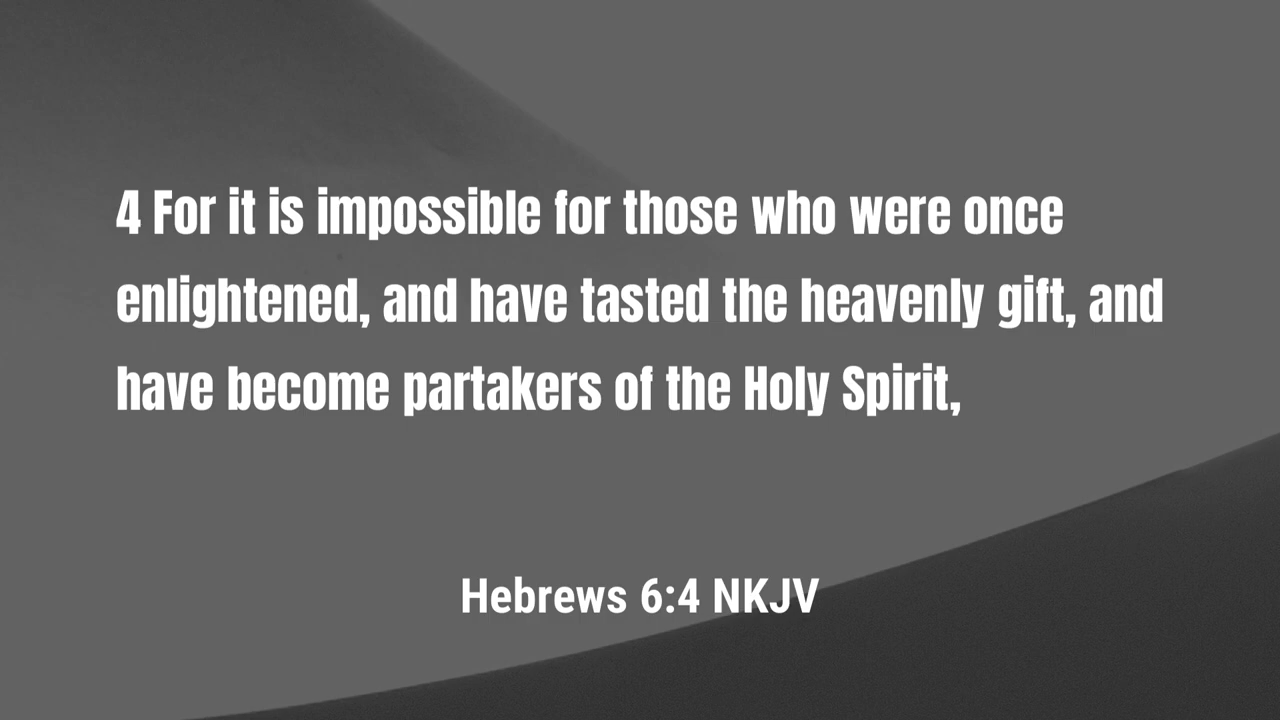 4 For it is impossible for those who were once
enlightened, and have tasted the heavenly gift, and
have become partakers of the Holy Spirit,
Hebrews 6:4 NKJV